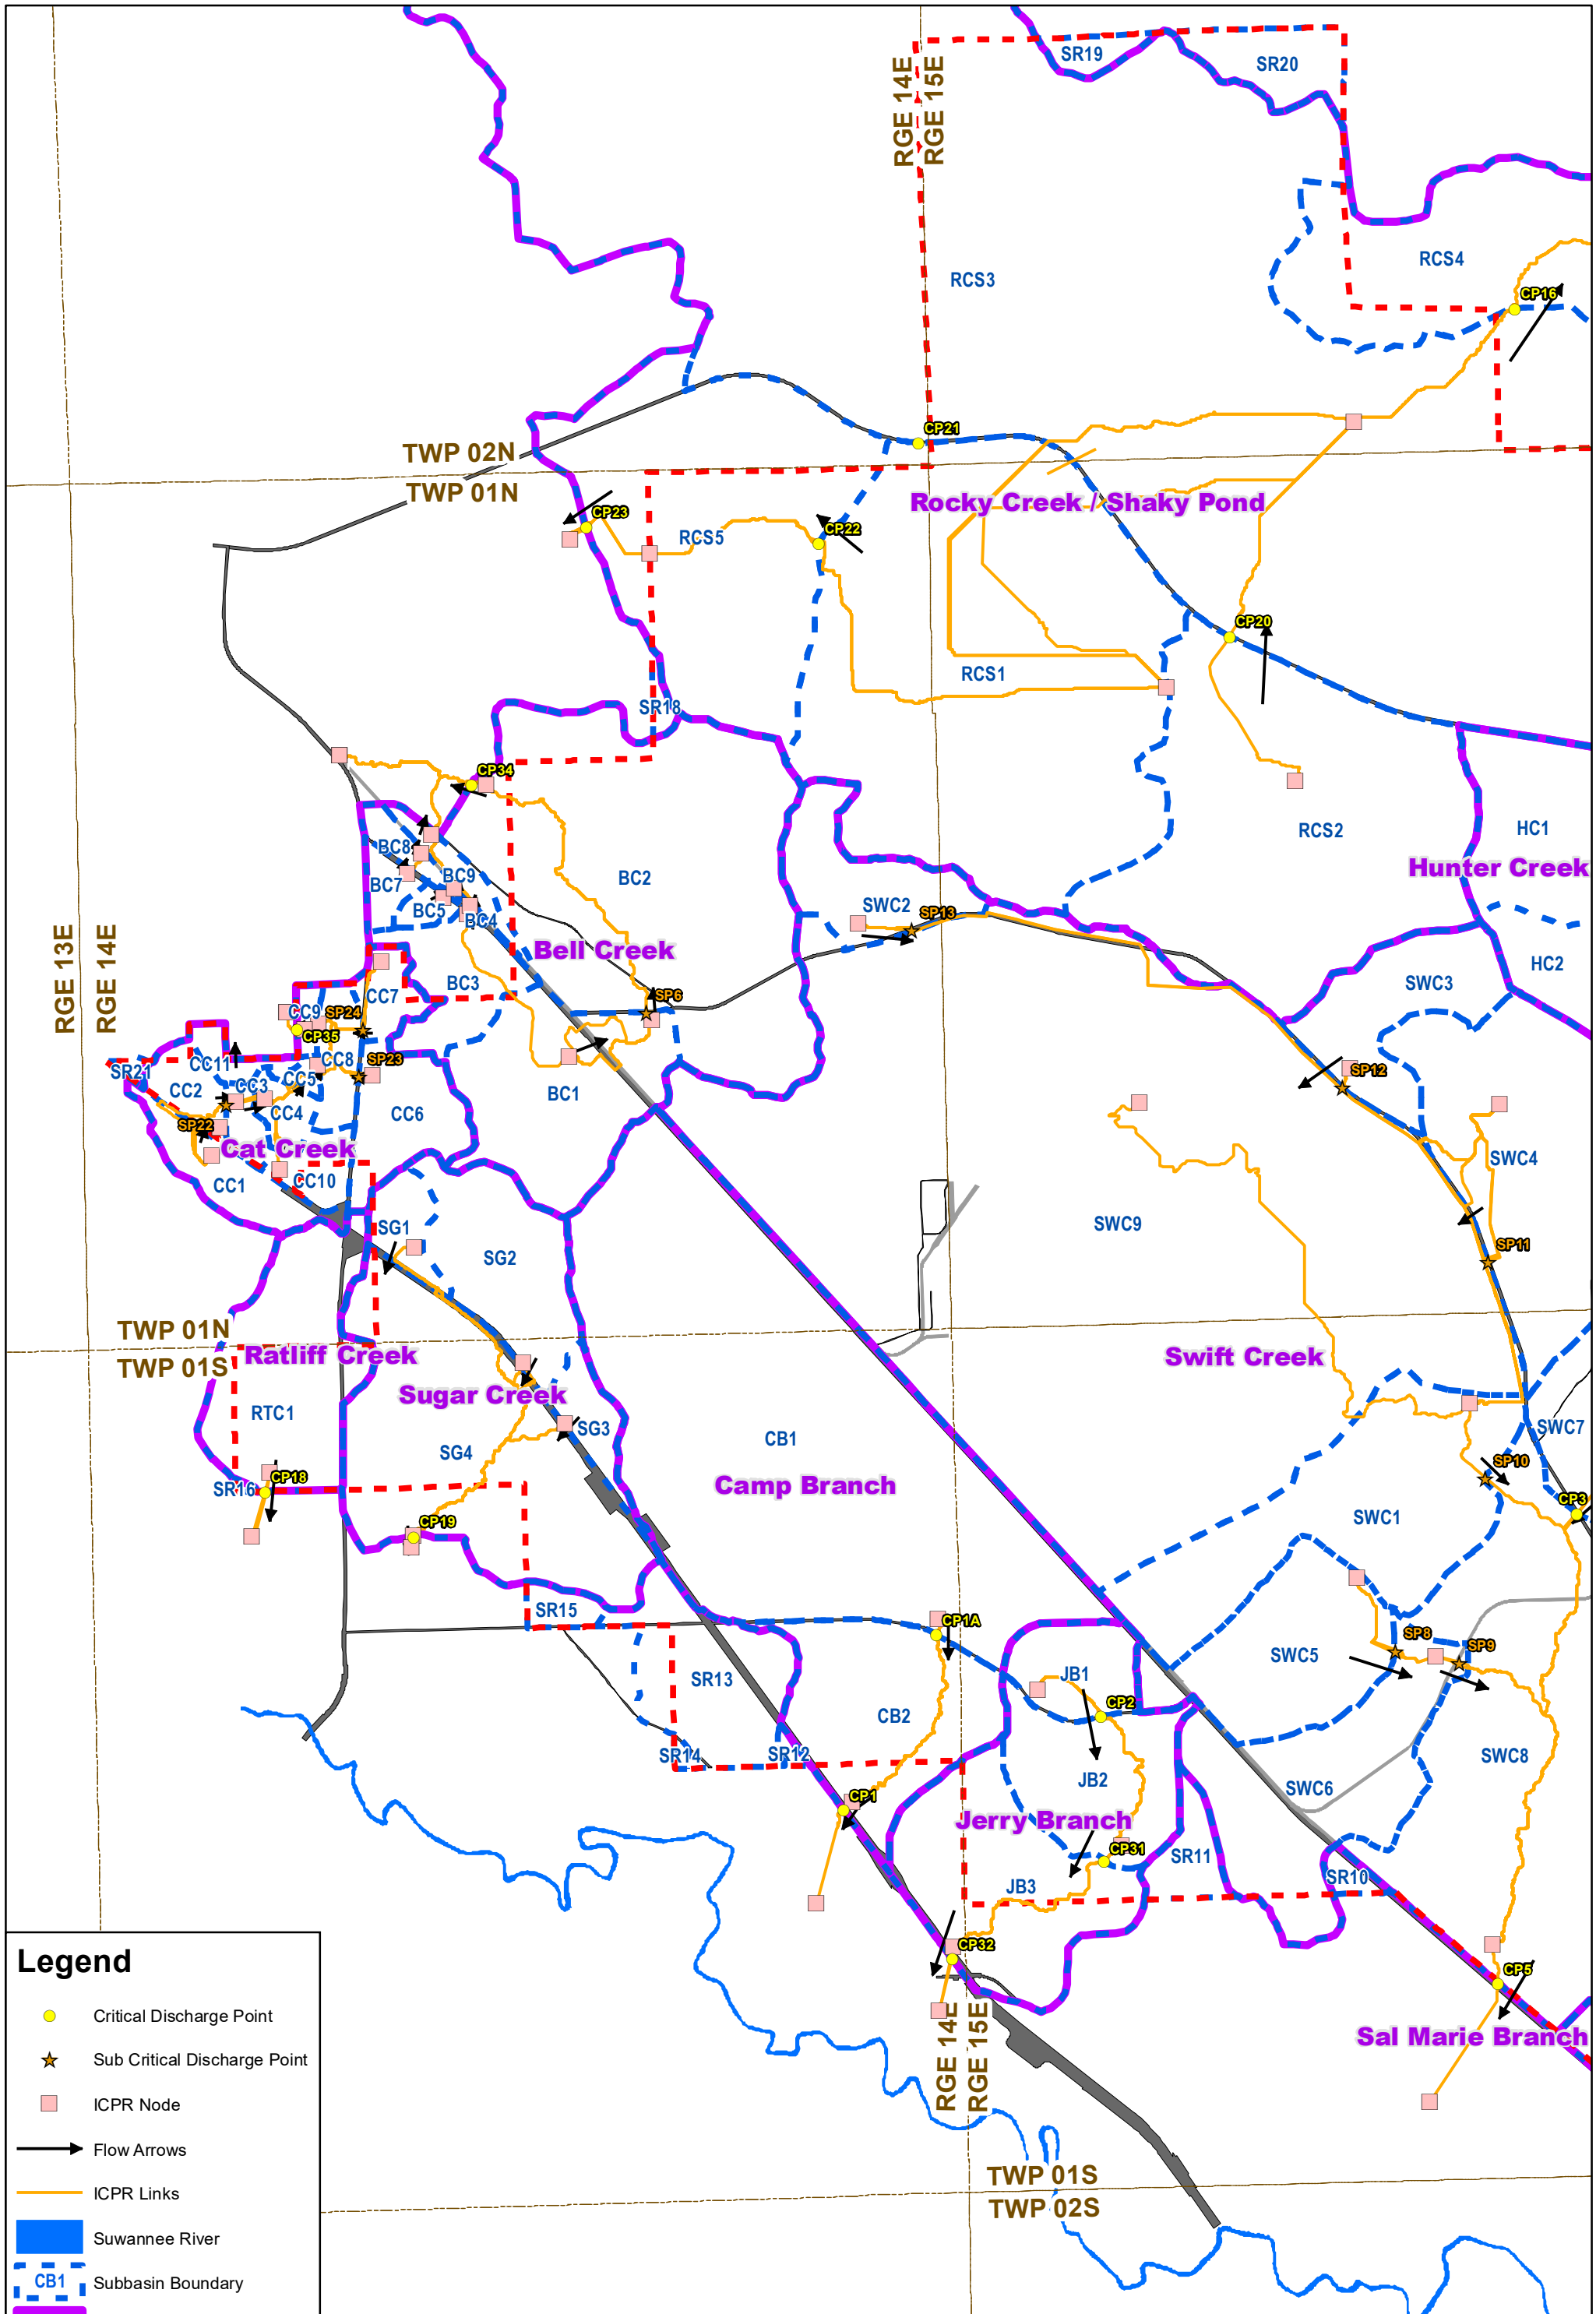 SR19
SR20
RGE 14E
RGE 15E
RCS4
RCS3
CP16
CP21
TWP 02N
TWP 01N
Rocky Creek / Shaky Pond
CP23
RCS5
CP22
CP20
RCS1
SR18
CP34
RCS2
HC1
BC8
Hunter Creek
BC9
BC2
BC7
SWC2
SP13
BC5
BC4
RGE 13E
RGE 14E
Bell Creek
HC2
BC3
SWC3
CC7
SP6
CC9
SP24
CP35
CC11
CC8
SP23
SR21
SP12
CC5
CC2
CC3
BC1
CC4
CC6
SP22
Cat Creek
SWC4
CC10
CC1
SG1
SWC9
SP11
SG2
TWP 01N
TWP 01S
Ratliff Creek
Swift Creek
Sugar Creek
RTC1
SG3
SWC7
CB1
SG4
SP10
CP18
Camp Branch
SR16
CP3
SWC1
CP19
SR15
CP1A
SP8
SP9
SWC5
JB1
SR13
CP2
CB2
SR14
SR12
SWC8
JB2
SWC6
CP1
Jerry Branch
SR11
CP31
SR10
JB3
Legend
CP32
CP5
Critical Discharge Point
RGE 14E
RGE 15E
Sal Marie Branch
Sub Critical Discharge Point
ICPR Node
Flow Arrows
TWP 01S
ICPR Links
TWP 02S
Suwannee River
CB1
Subbasin Boundary